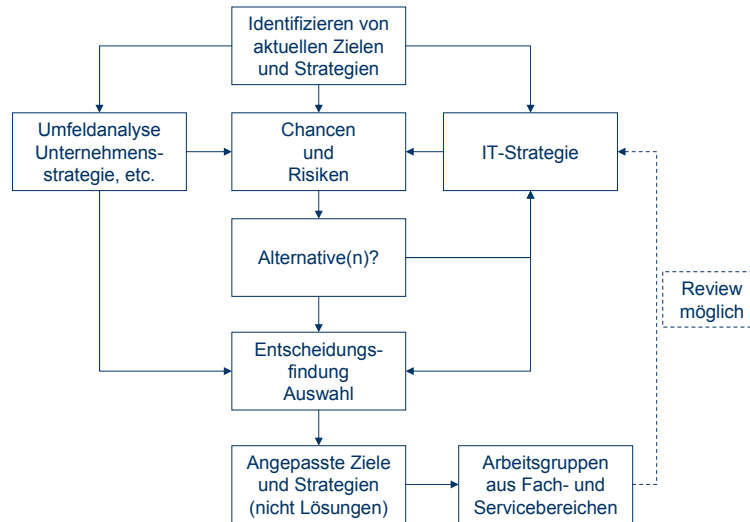 Identifizieren von
aktuellen Zielen
und Strategien
Umfeldanalyse
Unternehmens-
strategie, etc.
Chancen
und
Risiken
IT-Strategie
Alternative(n)?
Review
möglich
Entscheidungs-
findung
Auswahl
Angepasste Ziele
und Strategien
(nicht Lösungen)
Arbeitsgruppen
aus Fach- und
Servicebereichen